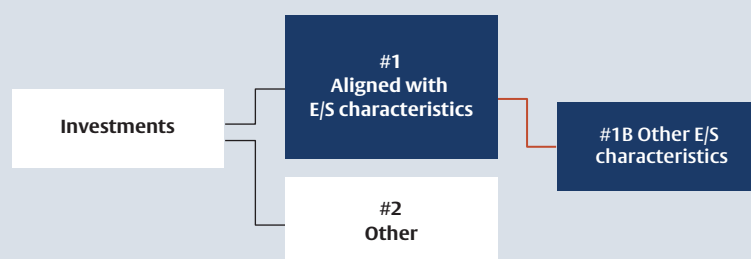 Investments
#1
Aligned with
E/S characteristics
#2
Other
#1B Other E/S
characteristics